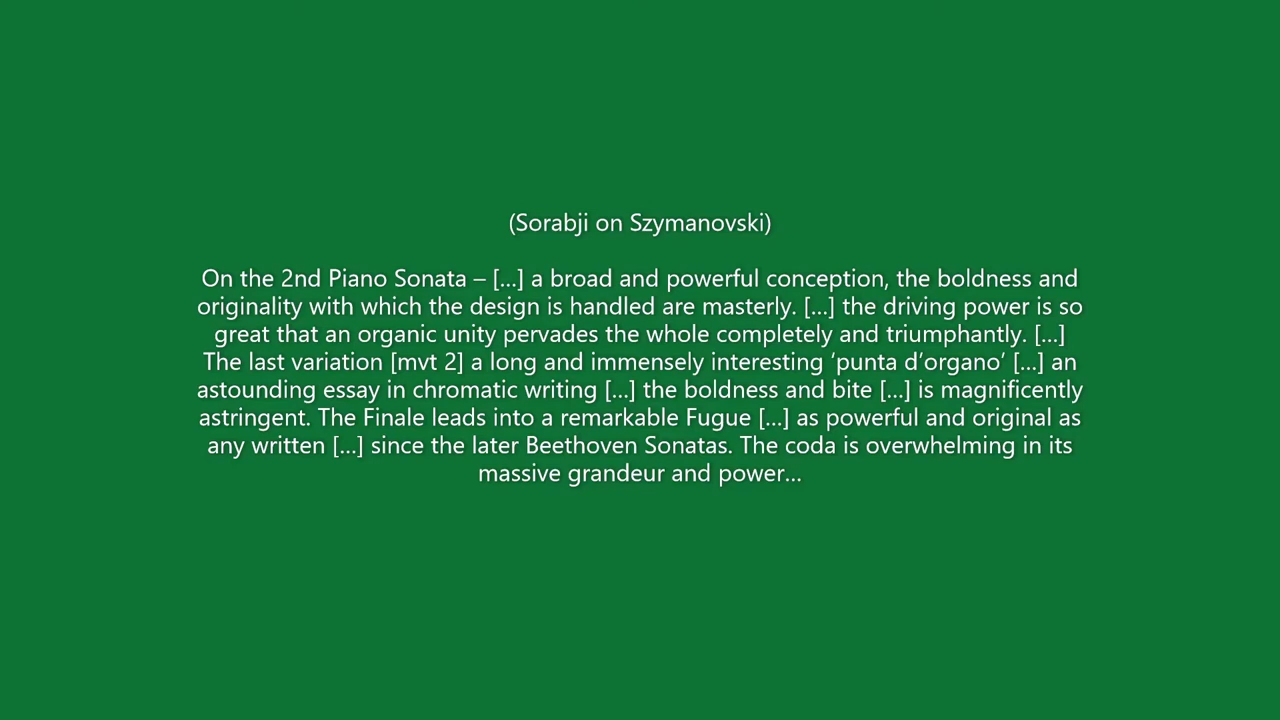 (Sorabji on Szymanovski)
On the 2nd Piano Sonata – [...] a broad and powerful conception, the boldness and
originality with which the design is handled are masterly. [...] the driving power is so
great that an organic unity pervades the whole completely and triumphantly. [...]
The last variation [mvt 2] a long and immensely interesting ‘punta d’organo’ [...] an
astounding essay in chromatic writing [...] the boldness and bite [...] is magnificently
astringent. The Finale leads into a remarkable Fugue [...] as powerful and original as
any written [...] since the later Beethoven Sonatas. The coda is overwhelming in its
massive grandeur and power...